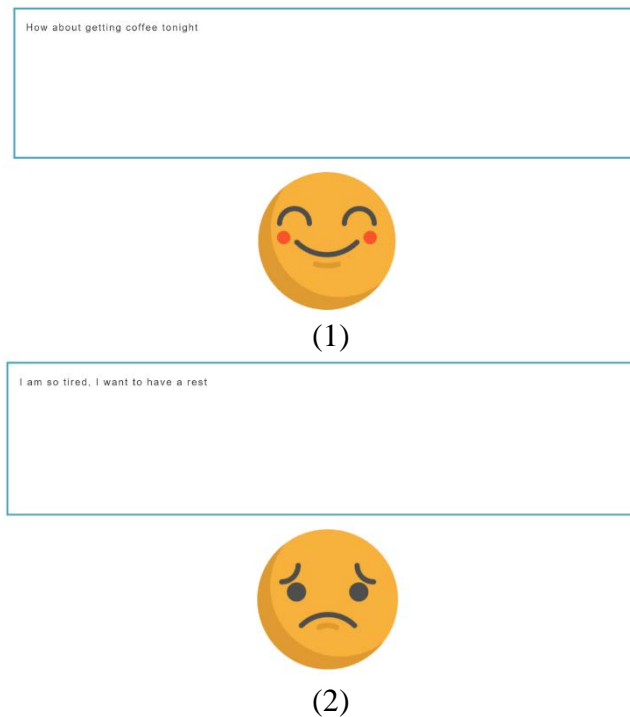 How about getting coffee tonight
(1)
I am so tired, I want to have a rest
(2)